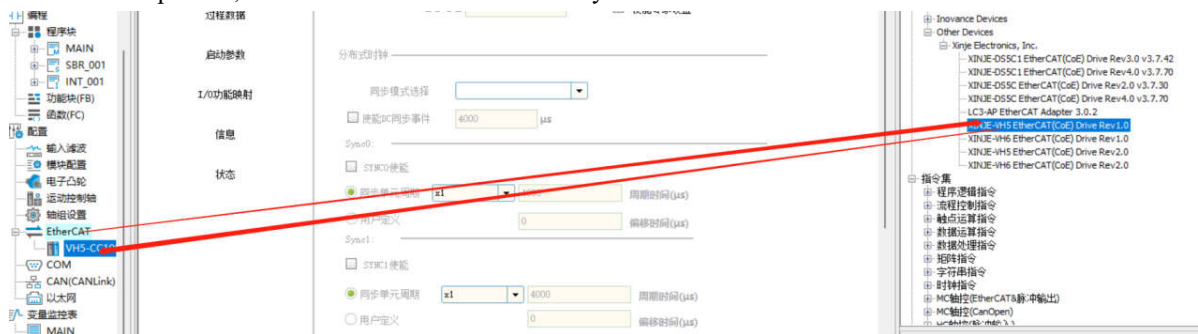 编程
程序块
MAIN
SBR_001
INT_001
功能块(FB)
函数(FC)
配置
输入滤波
模块配置
电子凸轮
运动控制轴
轴组设置
EtherCAT
VH5-CC10
COM
CAN(CANLink)
以太网
变量监控表
MAIN
过程数据
启动参数
I/O功能映射
信息
状态
分布式时钟
同步模式选择
使能DC同步事件 4000 μs
Sync0:
SYNC0使能
同步单元周期 x1 4000 周期时间(μs)
用户定义 0 偏移时间(μs)
Sync1:
SYNC1使能
同步单元周期 x1 4000 周期时间(μs)
用户定义 0 偏移时间(μs)
Inovance Devices
Other Devices
Xinje Electronics, Inc.
XINJE-DS5C1 EtherCAT(CoE) Drive Rev3.0 v3.7.42
XINJE-DS5C1 EtherCAT(CoE) Drive Rev4.0 v3.7.70
XINJE-DS5C EtherCAT(CoE) Drive Rev2.0 v3.7.30
XINJE-DS5C EtherCAT(CoE) Drive Rev4.0 v3.7.70
LC3-AP EtherCAT Adapter 3.0.2
XINJE-VH5 EtherCAT(CoE) Drive Rev1.0
XINJE-VH6 EtherCAT(CoE) Drive Rev1.0
XINJE-VH5 EtherCAT(CoE) Drive Rev2.0
XINJE-VH6 EtherCAT(CoE) Drive Rev2.0
指令集
程序逻辑指令
流程控制指令
触点运算指令
数据运算指令
数据处理指令
矩阵指令
字符串指令
时钟指令
MC轴控(EtherCAT&脉冲输出)
MC轴控(CanOpen)